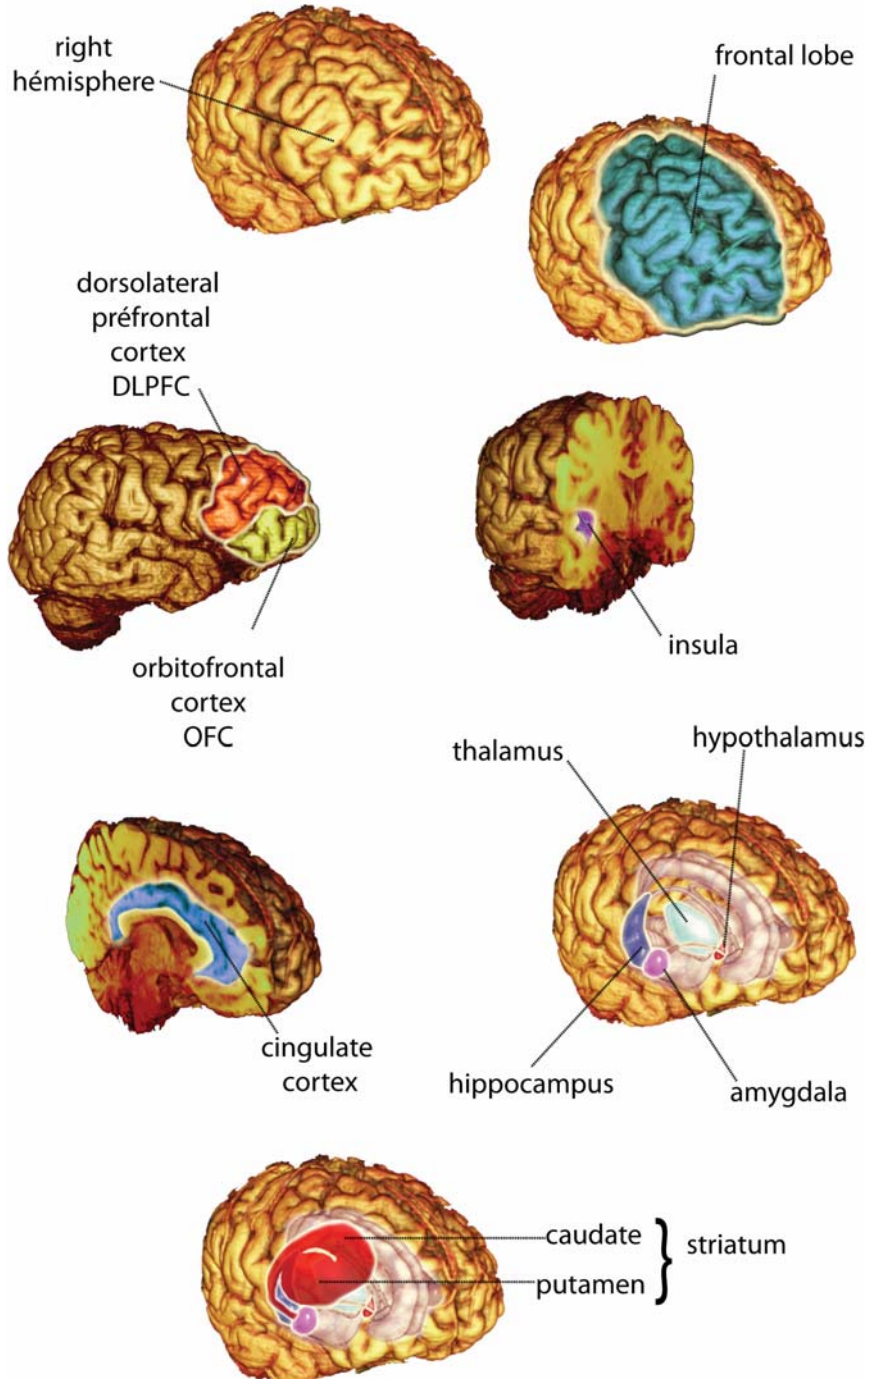 right
hémisphere
frontal lobe
dorsolateral
préfrontal
cortex
DLPFC
orbitofrontal
cortex
OFC
insula
thalamus
hypothalamus
cingulate
cortex
hippocampus
amygdala
caudate
putamen
striatum